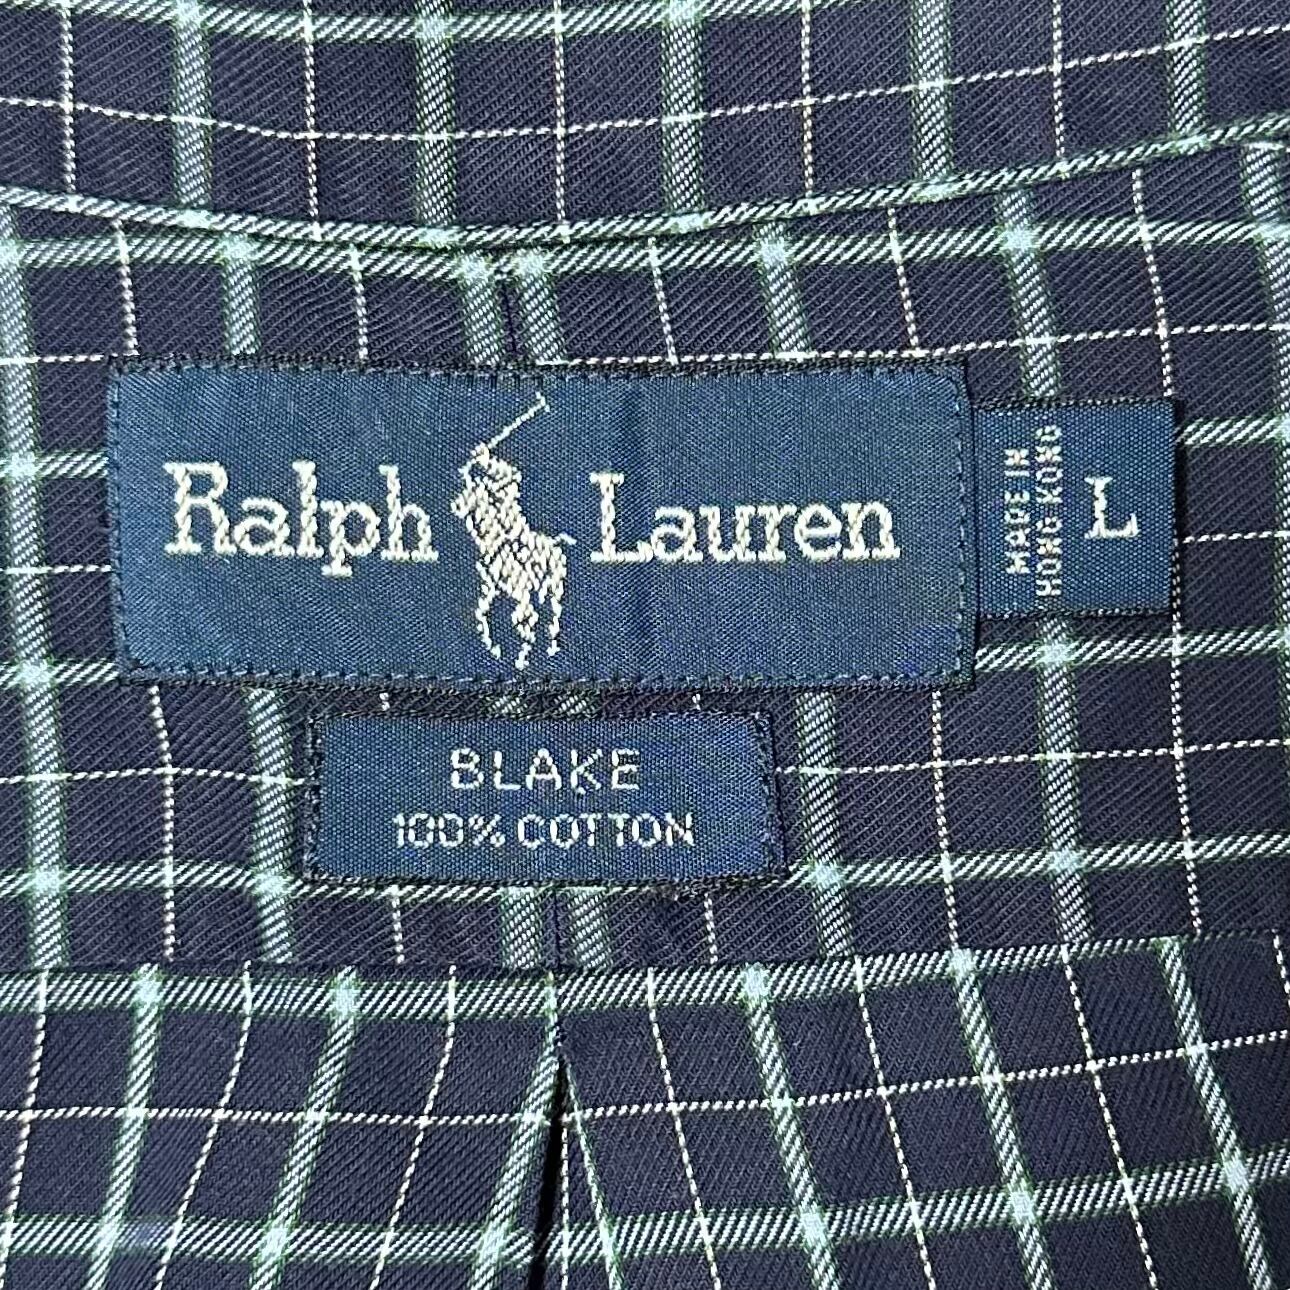 Ralph Lauren
MADE IN
HONG KONG
L
BLAKE
100% COTTON